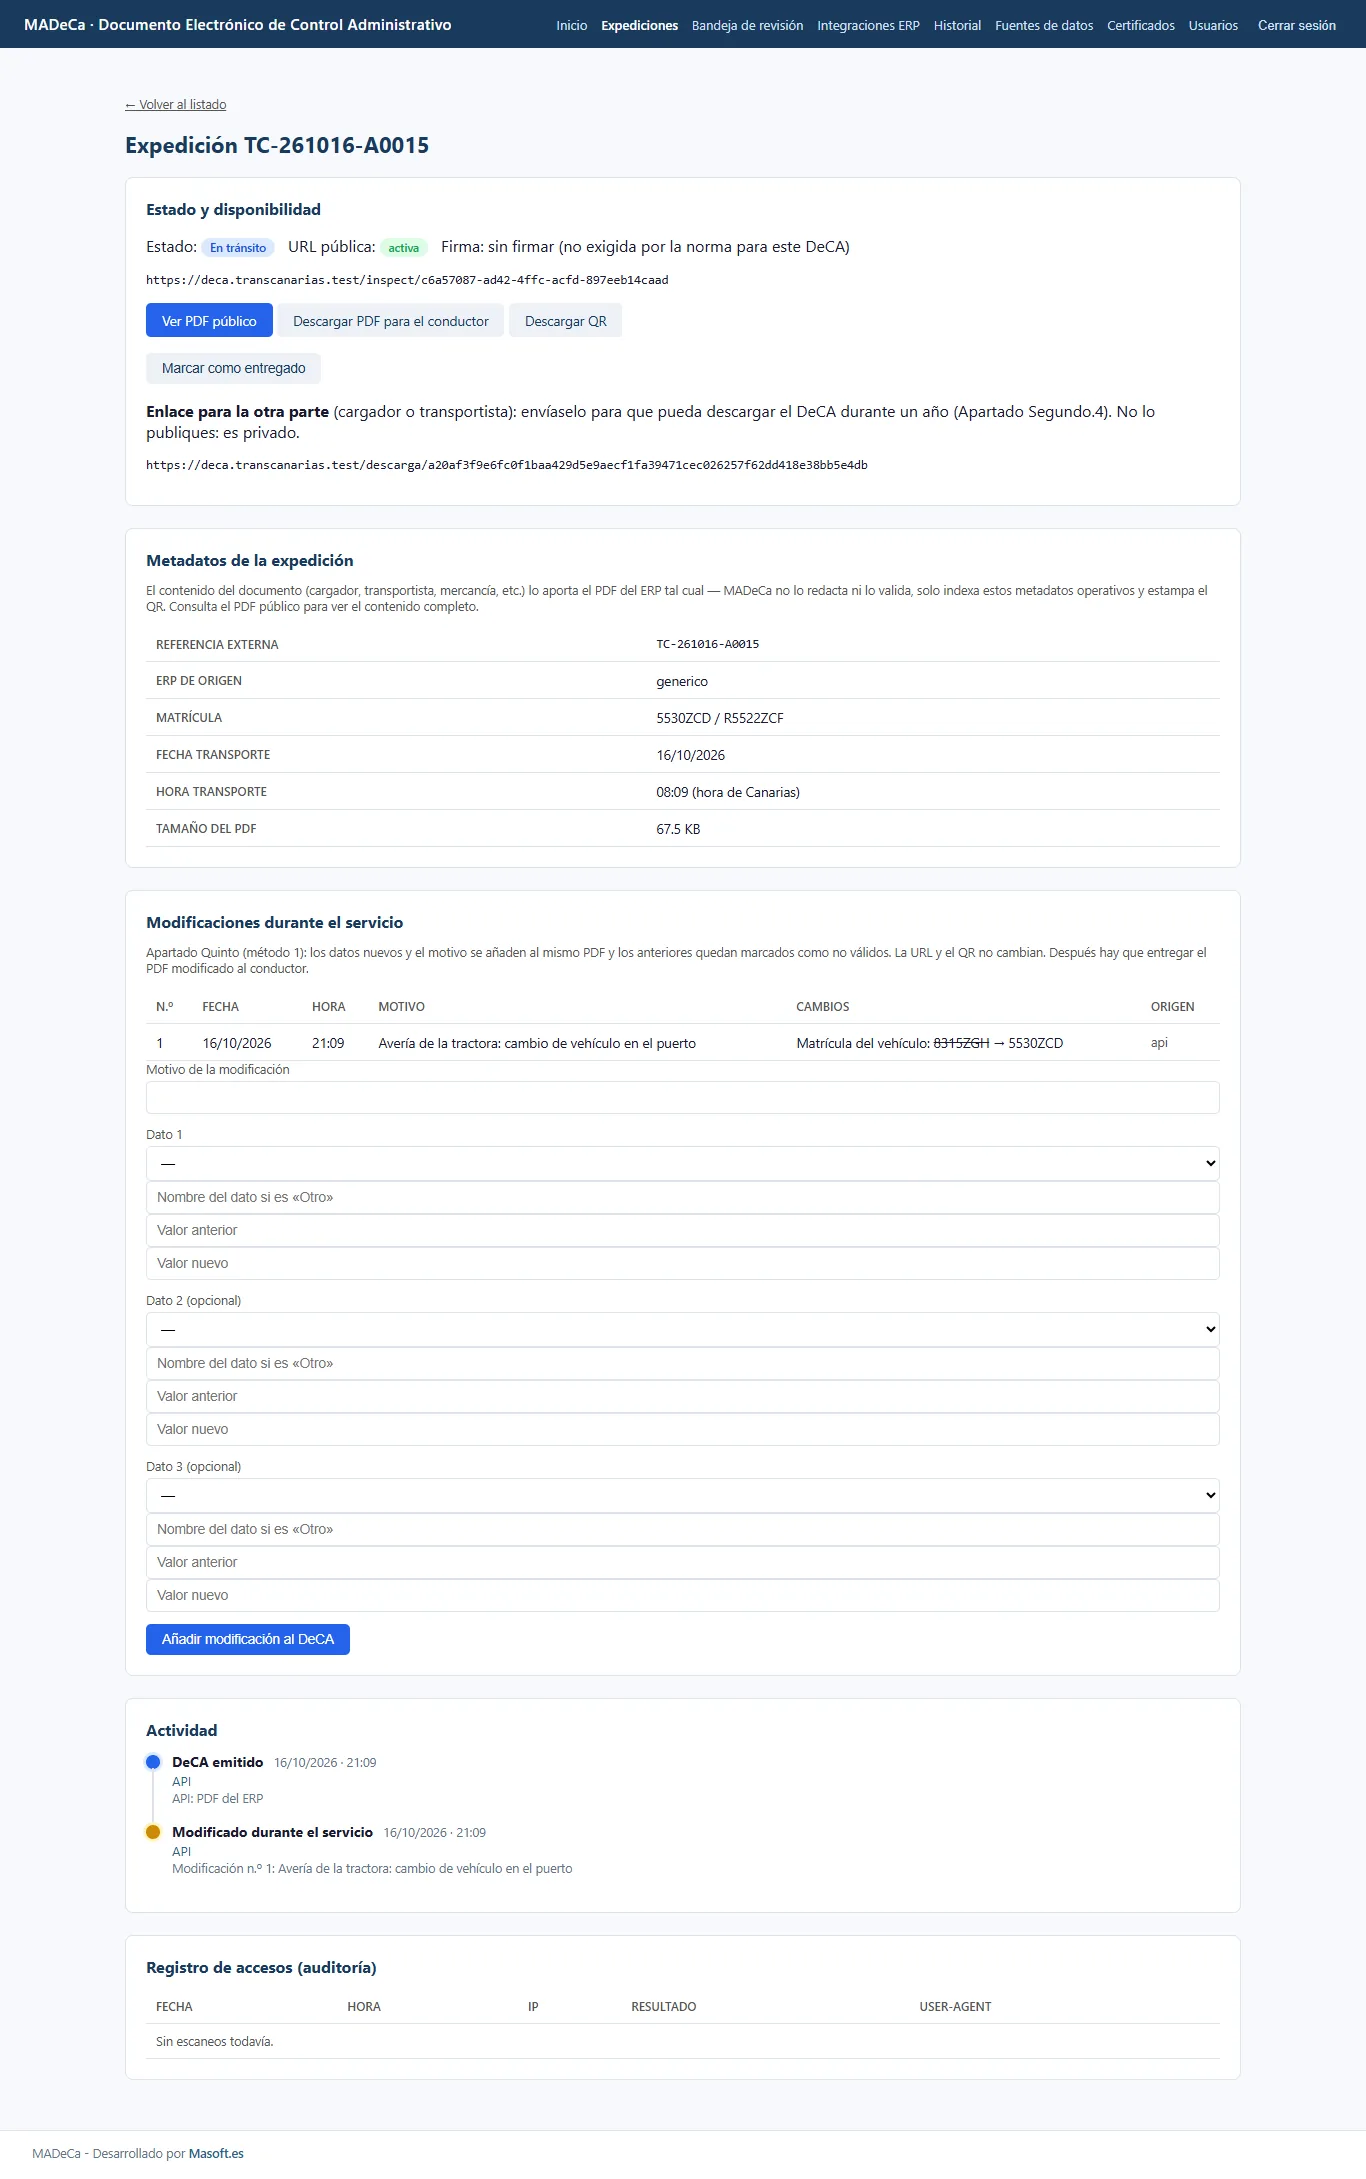 MADeCa · Documento Electrónico de Control Administrativo
Inicio Expediciones Bandeja de revisión Integraciones ERP Historial Fuentes de datos Certificados Usuarios Cerrar sesión
← Volver al listado
Expedición TC-261016-A0015
Estado y disponibilidad
Estado: En tránsito URL pública: activa Firma: sin firmar (no exigida por la norma para este DeCA)
https://deca.transcanarias.test/inspect/c6a57087-ad42-4ffc-acfd-897eeb14caad
Ver PDF público Descargar PDF para el conductor Descargar QR
Marcar como entregado
Enlace para la otra parte (cargador o transportista): envíaselo para que pueda descargar el DeCA durante un año (Apartado Segundo.4). No lo
publiques: es privado.
https://deca.transcanarias.test/descarga/a20af3f9e6fc0f1baa429d5e9aecf1fa39471cec026257f62dd418e38bb5e4db
Metadatos de la expedición
El contenido del documento (cargador, transportista, mercancía, etc.) lo aporta el PDF del ERP tal cual — MADeCa no lo redacta ni lo valida, solo indexa estos metadatos operativos y estampa el
QR. Consulta el PDF público para ver el contenido completo.
REFERENCIA EXTERNA TC-261016-A0015
ERP DE ORIGEN generico
MATRÍCULA 5530ZCD / R5522ZCF
FECHA TRANSPORTE 16/10/2026
HORA TRANSPORTE 08:09 (hora de Canarias)
TAMAÑO DEL PDF 67.5 KB
Modificaciones durante el servicio
Apartado Quinto (método 1): los datos nuevos y el motivo se añaden al mismo PDF y los anteriores quedan marcados como no válidos. La URL y el QR no cambian. Después hay que entregar el
PDF modificado al conductor.
N.º FECHA HORA MOTIVO CAMBIOS ORIGEN
1 16/10/2026 21:09 Avería de la tractora: cambio de vehículo en el puerto Matrícula del vehículo: 8315ZGH → 5530ZCD api
Motivo de la modificación
Dato 1
—
Nombre del dato si es «Otro»
Valor anterior
Valor nuevo
Dato 2 (opcional)
—
Nombre del dato si es «Otro»
Valor anterior
Valor nuevo
Dato 3 (opcional)
—
Nombre del dato si es «Otro»
Valor anterior
Valor nuevo
Añadir modificación al DeCA
Actividad
DeCA emitido 16/10/2026 · 21:09
API
API: PDF del ERP
Modificado durante el servicio 16/10/2026 · 21:09
API
Modificación n.º 1: Avería de la tractora: cambio de vehículo en el puerto
Registro de accesos (auditoría)
FECHA HORA IP RESULTADO USER-AGENT
Sin escaneos todavía.
MADeCa - Desarrollado por Masoft.es